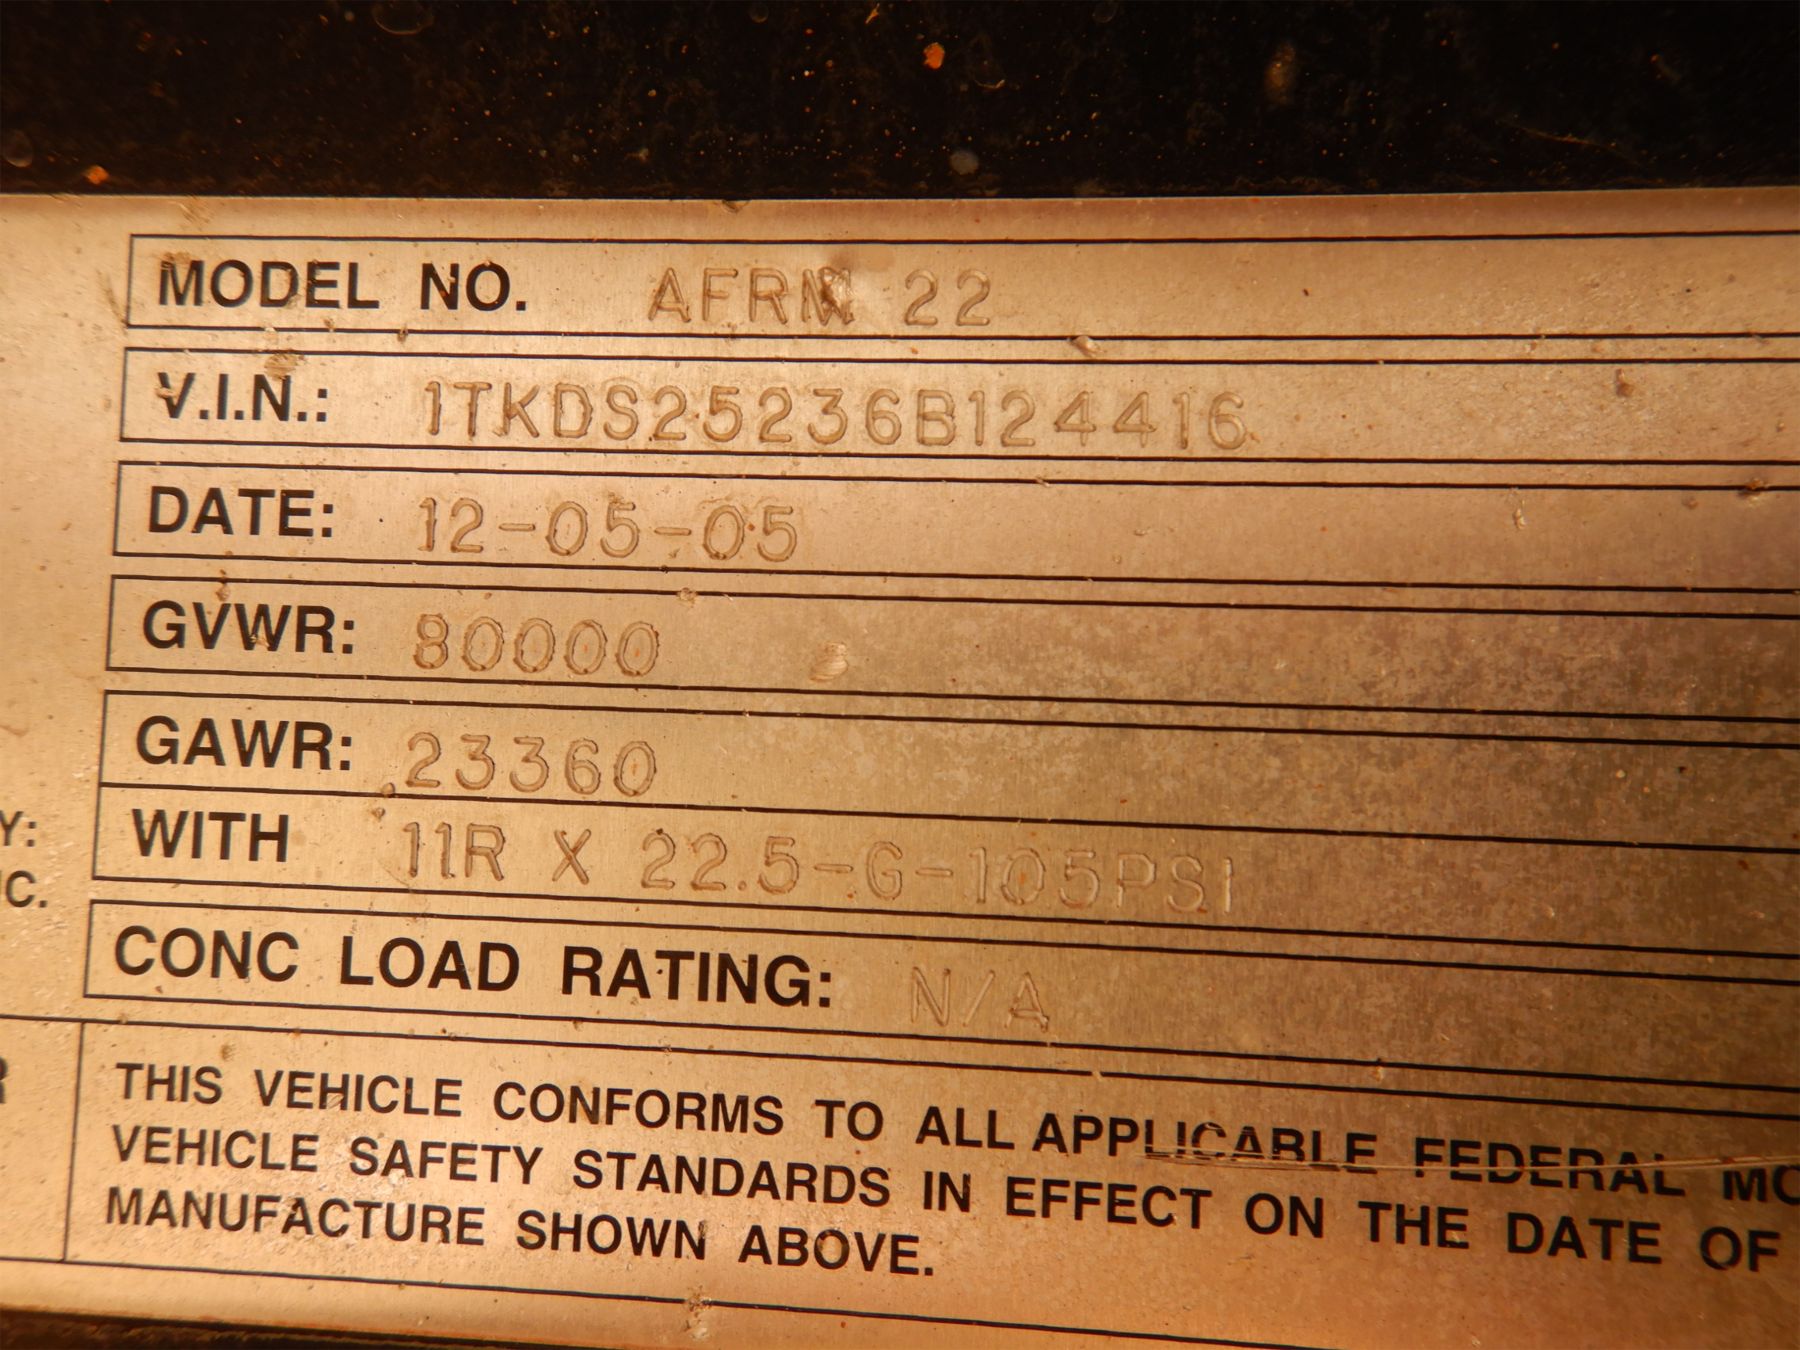 MODEL NO. AFRM 22
V.I.N.: 1TKDS25236B124416
DATE: 12-05-05
GVWR: 80000
GAWR: 23360
Y:
WITH 11R X 22.5-G-105PSI
IC.
CONC LOAD RATING: N/A
R
THIS VEHICLE CONFORMS TO ALL APPLICABLE FEDERAL MO
VEHICLE SAFETY STANDARDS IN EFFECT ON THE DATE OF
MANUFACTURE SHOWN ABOVE.